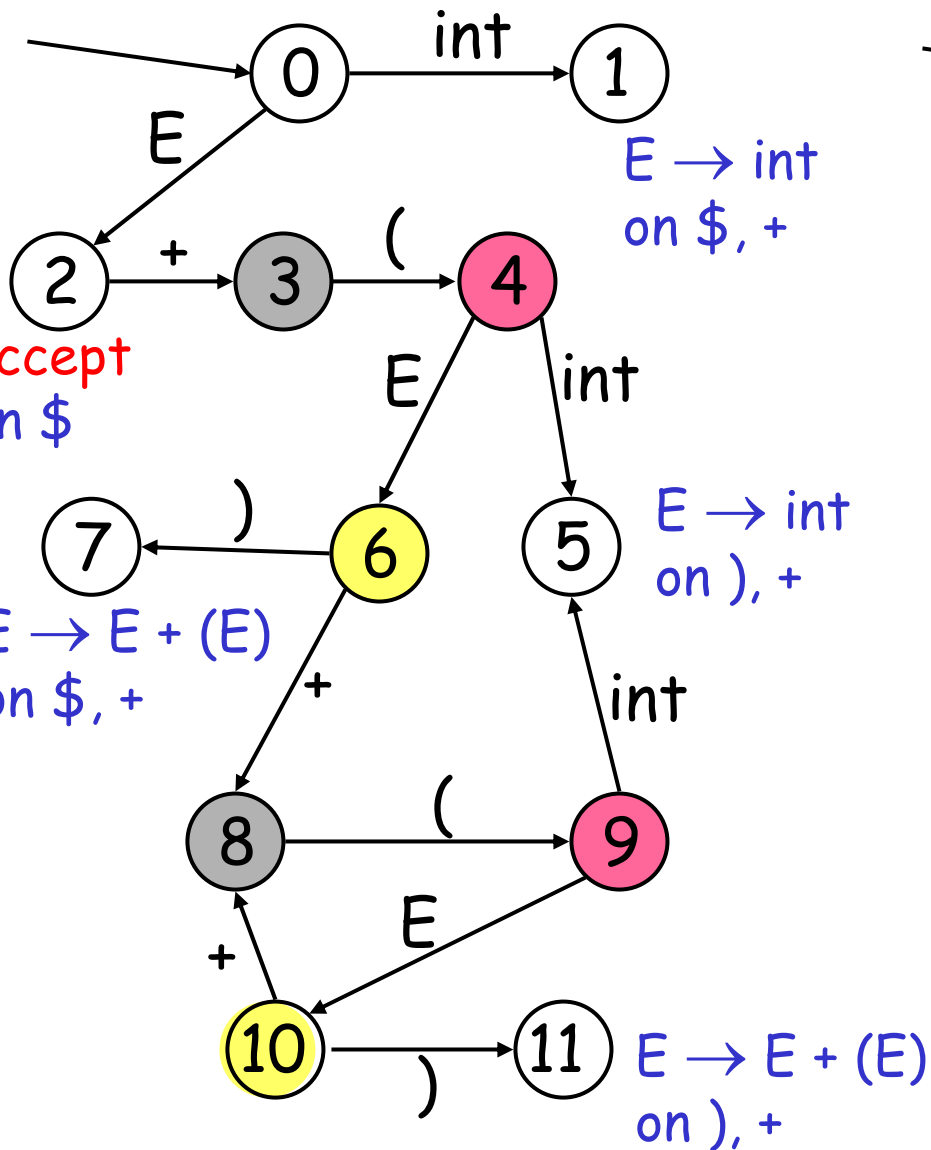 int
0
1
E
E → int
on $, +
+
(
2
3
4
ccept
n $
E
int
)
7
6
5
E → int
on ), +
E → E + (E)
on $, +
+
int
(
8
9
E
+
10
11
)
E → E + (E)
on ), +